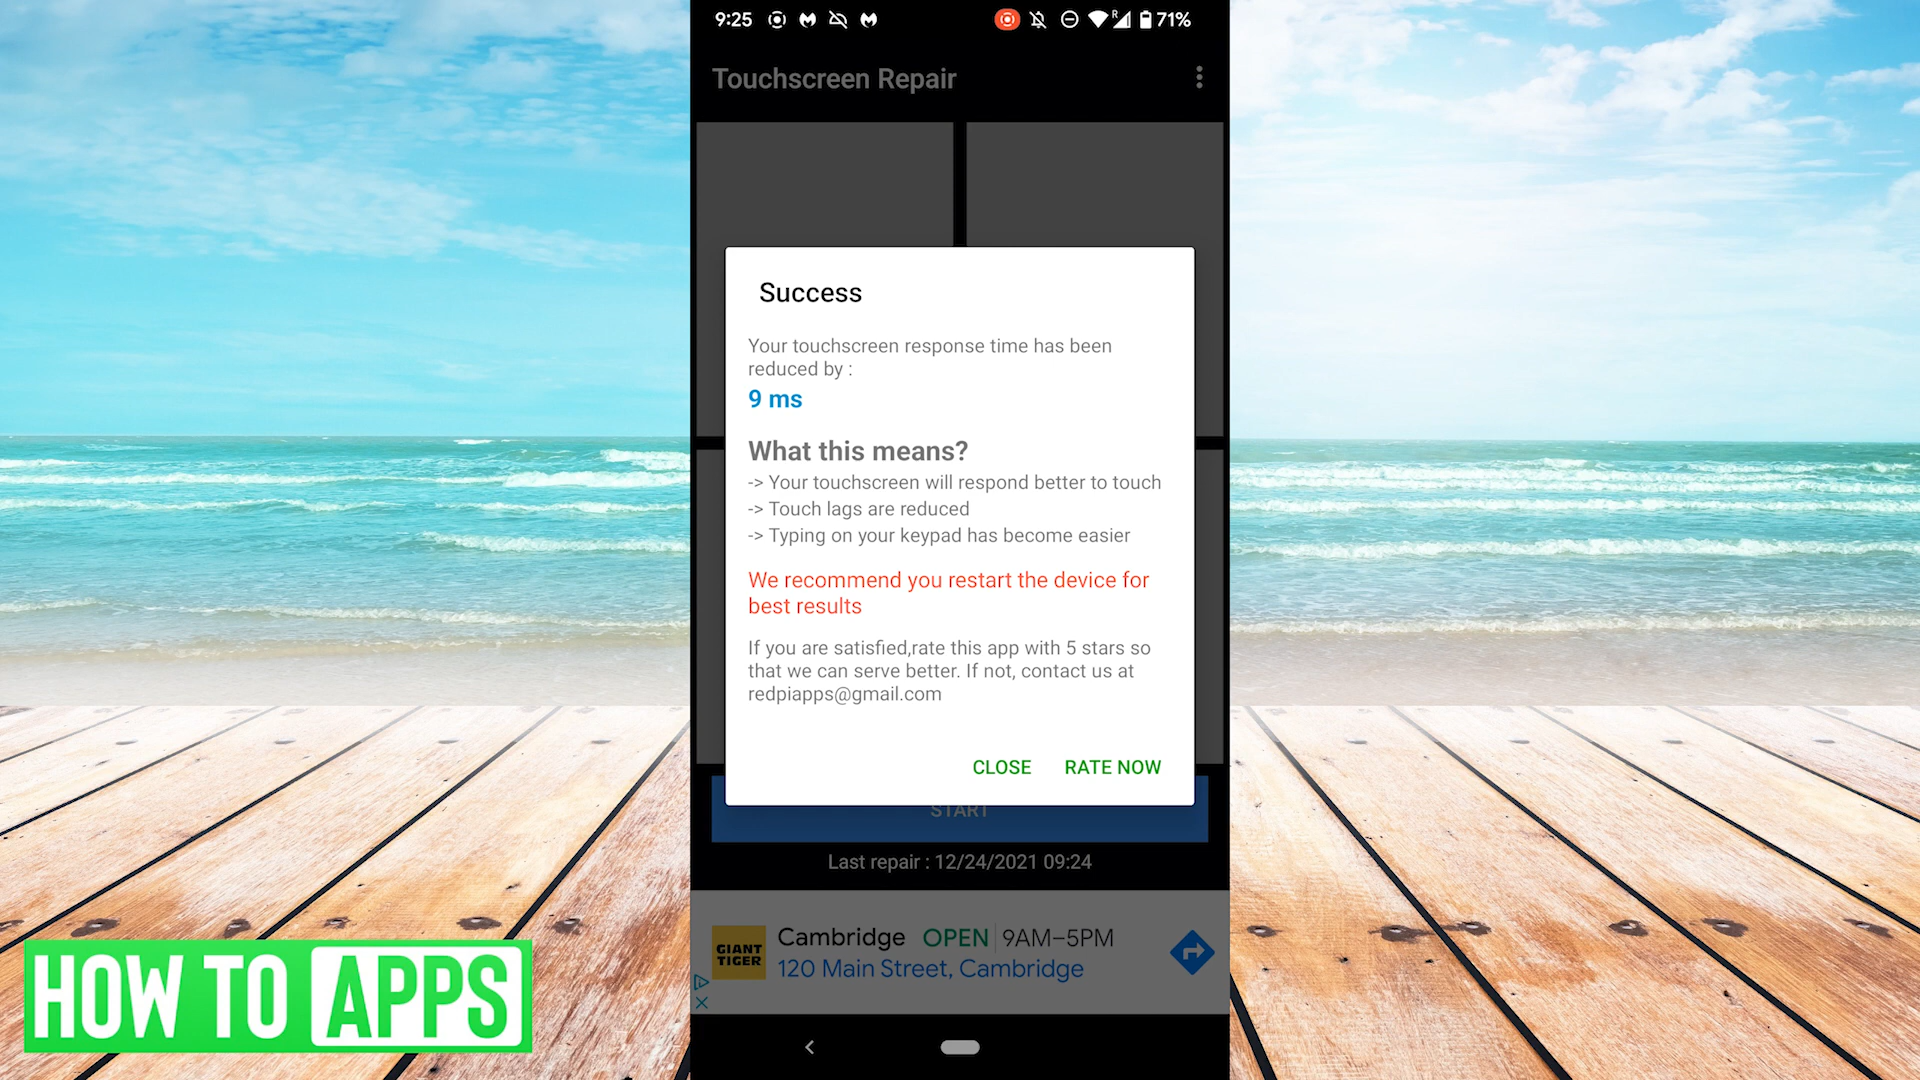 9:25
R
71%
Touchscreen Repair
Success
Your touchscreen response time has been
reduced by :
9 ms
What this means?
-> Your touchscreen will respond better to touch
-> Touch lags are reduced
-> Typing on your keypad has become easier
We recommend you restart the device for
best results
If you are satisfied,rate this app with 5 stars so
that we can serve better. If not, contact us at
redpiapps@gmail.com
CLOSE RATE NOW
START
Last repair : 12/24/2021 09:24
GIANT
TIGER
Cambridge OPEN 9AM–5PM
120 Main Street, Cambridge
HOW TO APPS